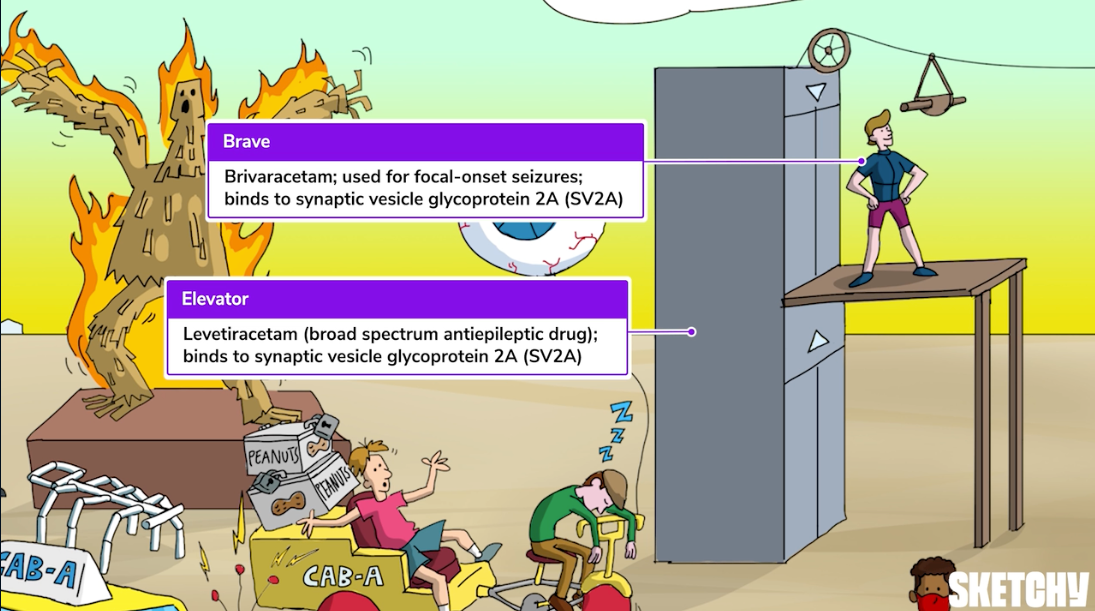 Brave
Brivaracetam; used for focal-onset seizures;
binds to synaptic vesicle glycoprotein 2A (SV2A)
Elevator
Levetiracetam (broad spectrum antiepileptic drug);
binds to synaptic vesicle glycoprotein 2A (SV2A)
Z
Z
Z
PEANUTS
PEANUTS
CAB-A
CAB-A
SKETCHY